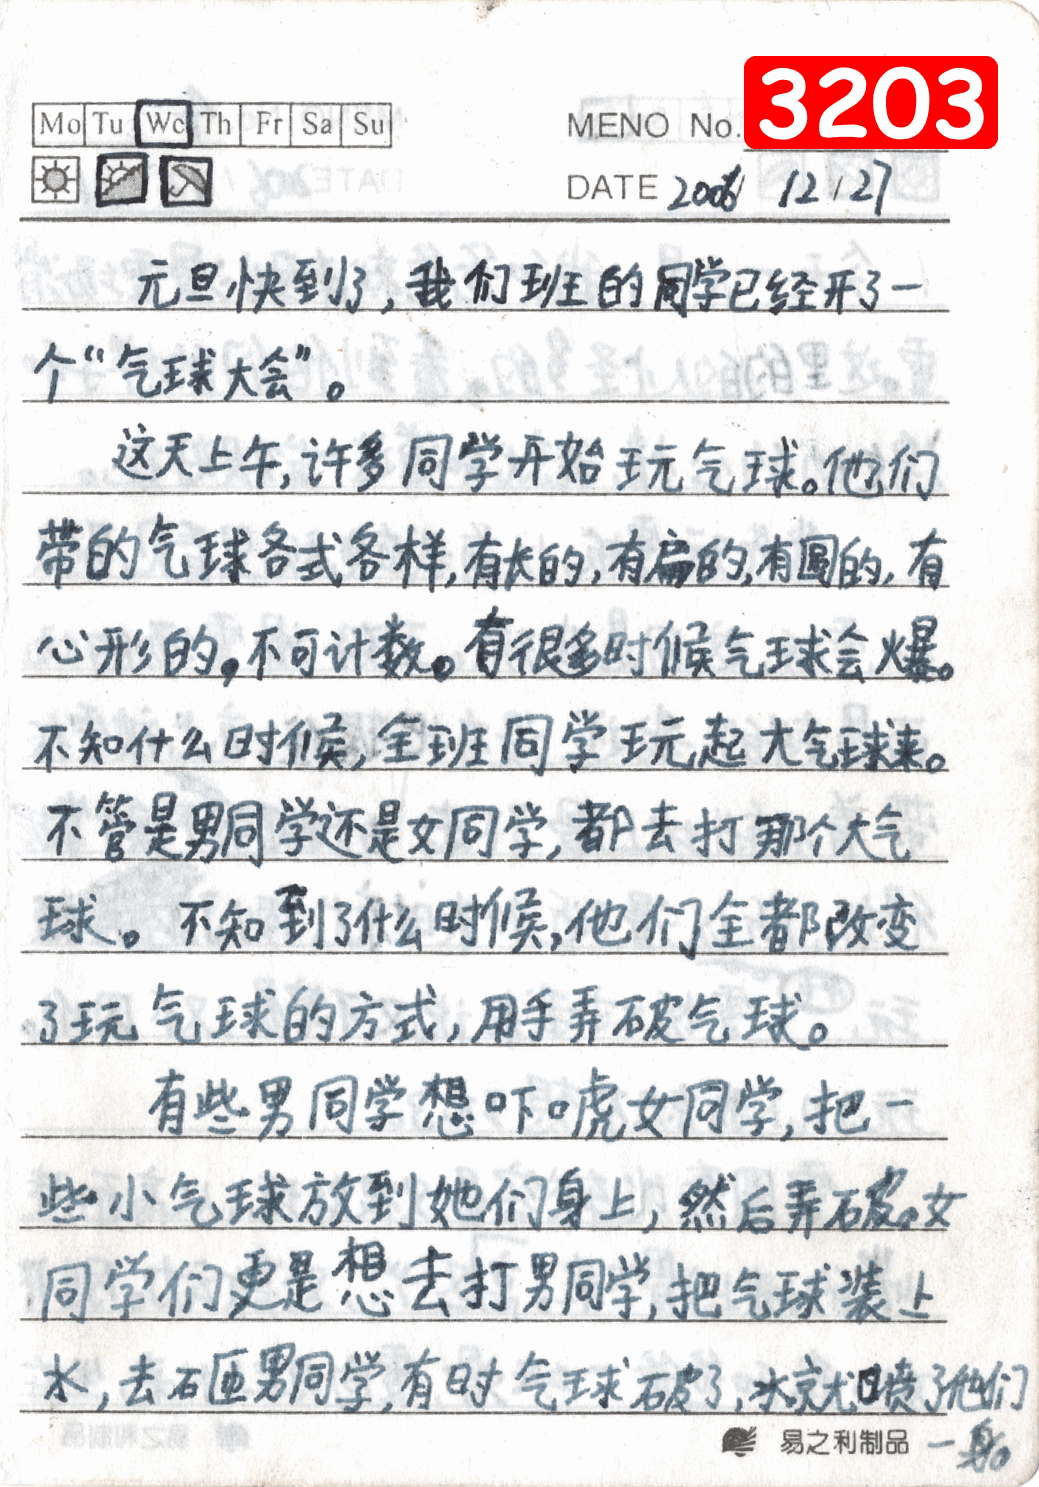 3203
Mo Tu We Th Fr Sa Su
MENO No.
DATE 2006/12/27
元旦快到了,我们班的同学已经开了一
个“气球大会”。
这天上午,许多同学开始玩气球。他们
带的气球各式各样,有长的,有扁的,有圆的,有
心形的,不可计数。有很多时候气球会爆。
不知什么时候,全班同学玩起大气球来。
不管是男同学还是女同学,都去打那个大气
球。不知到了什么时候,他们全都改变
了玩气球的方式,用手弄破气球。
有些男同学想吓唬女同学,把一
些小气球放到她们身上,然后弄破。女
同学们更是想去打男同学,把气球装上
水,去砸男同学,有时气球破了,水就喷了他们
一身。
易之利制品